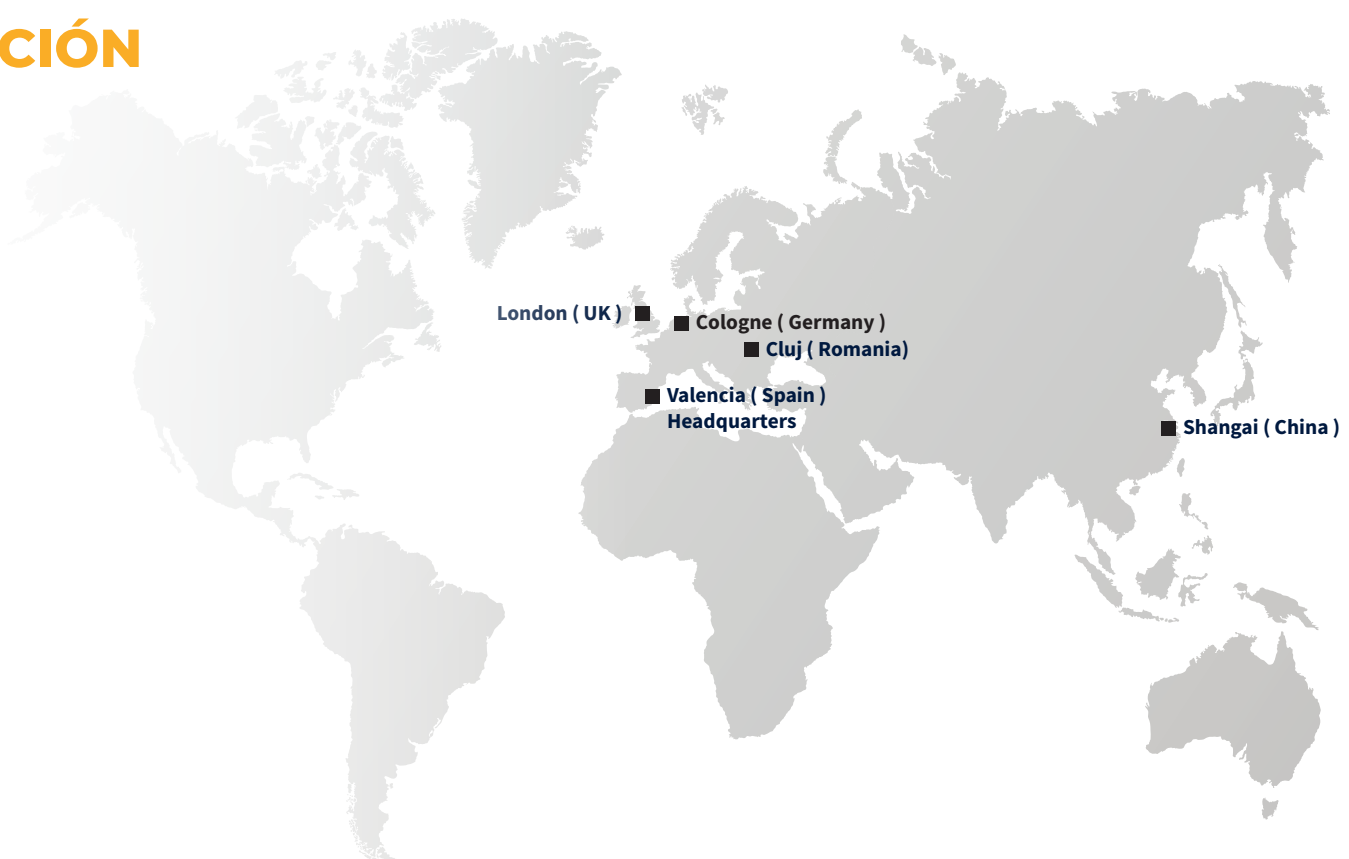 CIÓN
London ( UK )
Cologne ( Germany )
Cluj ( Romania)
Valencia ( Spain )
Headquarters
Shangai ( China )